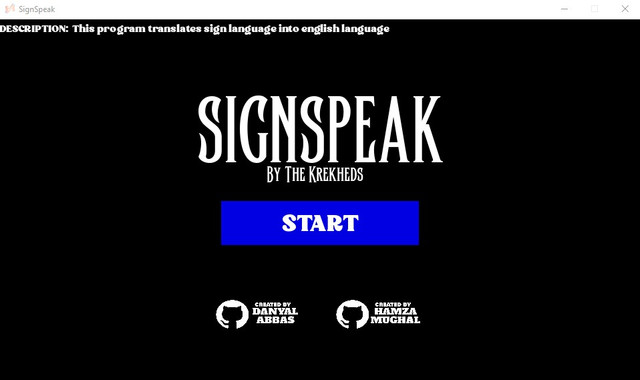 SignSpeak
DESCRIPTION: This program translates sign language into english language
SIGNSPEAK
BY THE KREKHEDS
START
CREATED BY
DANYAL
ABBAS
CREATED BY
HAMZA
MUGHAL